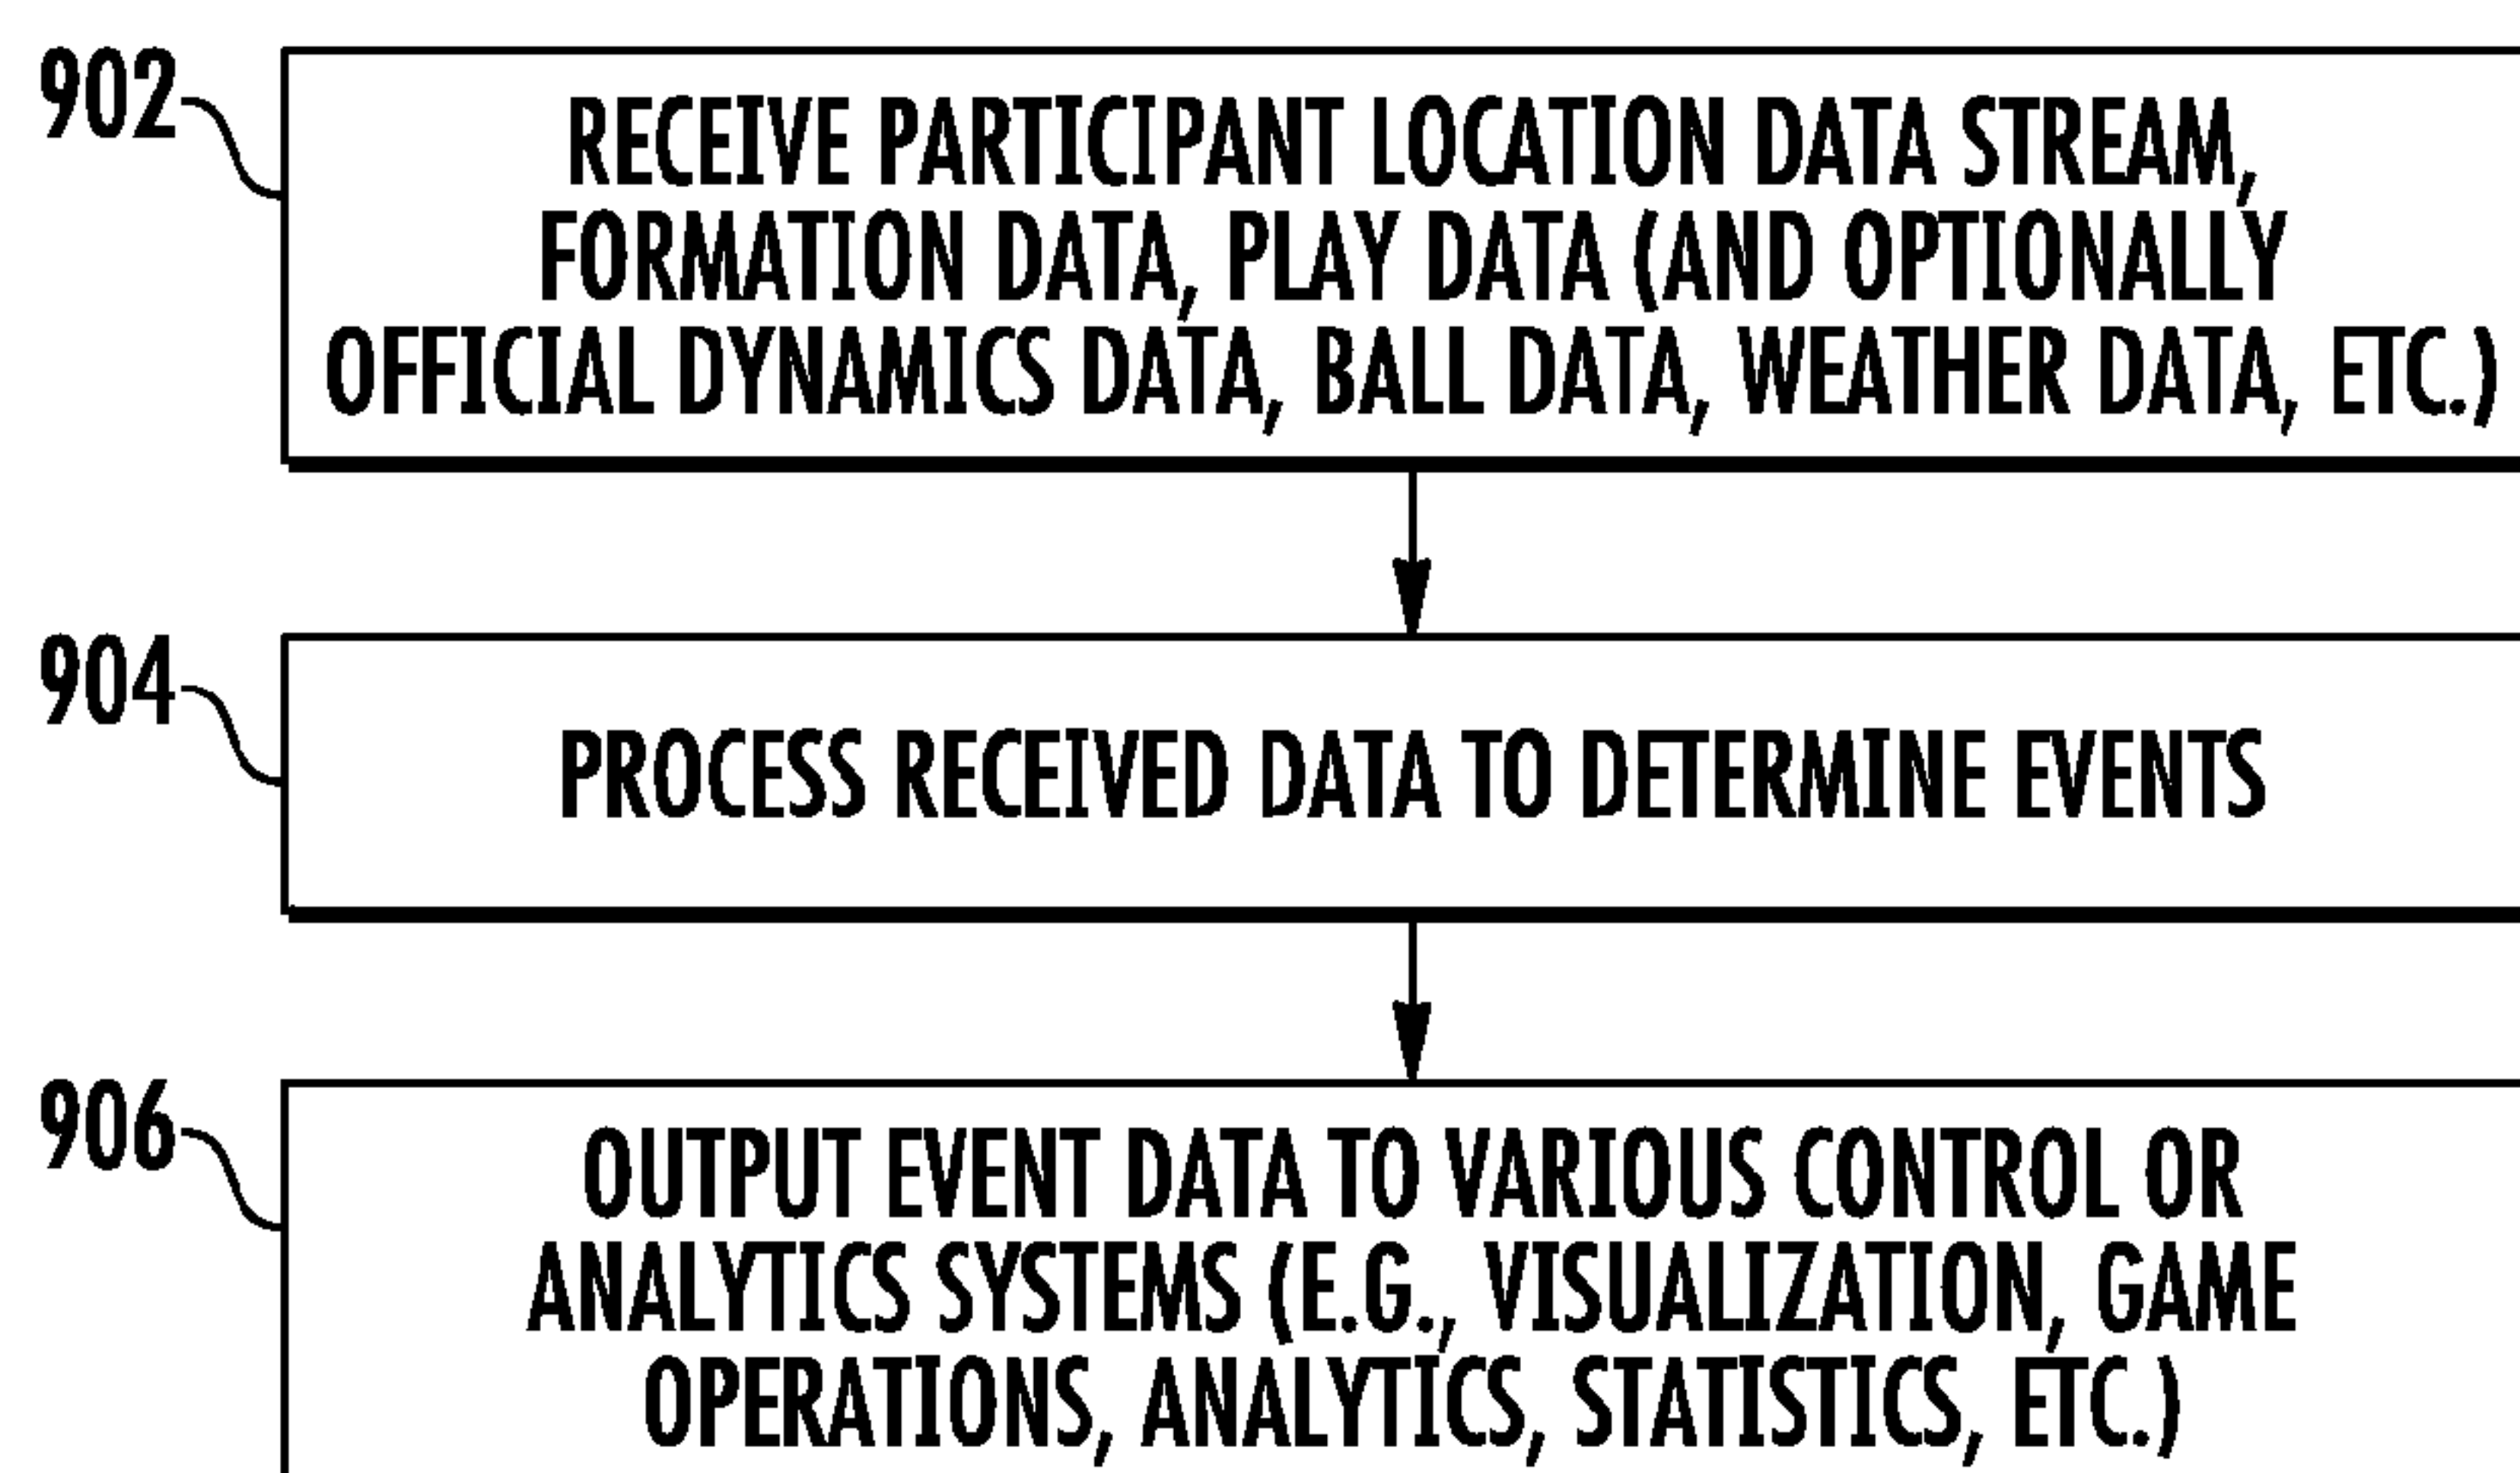 902
RECEIVE PARTICIPANT LOCATION DATA STREAM,
FORMATION DATA, PLAY DATA (AND OPTIONALLY
OFFICIAL DYNAMICS DATA, BALL DATA, WEATHER DATA, ETC.)
904
PROCESS RECEIVED DATA TO DETERMINE EVENTS
906
OUTPUT EVENT DATA TO VARIOUS CONTROL OR
ANALYTICS SYSTEMS (E.G., VISUALIZATION, GAME
OPERATIONS, ANALYTICS, STATISTICS, ETC.)